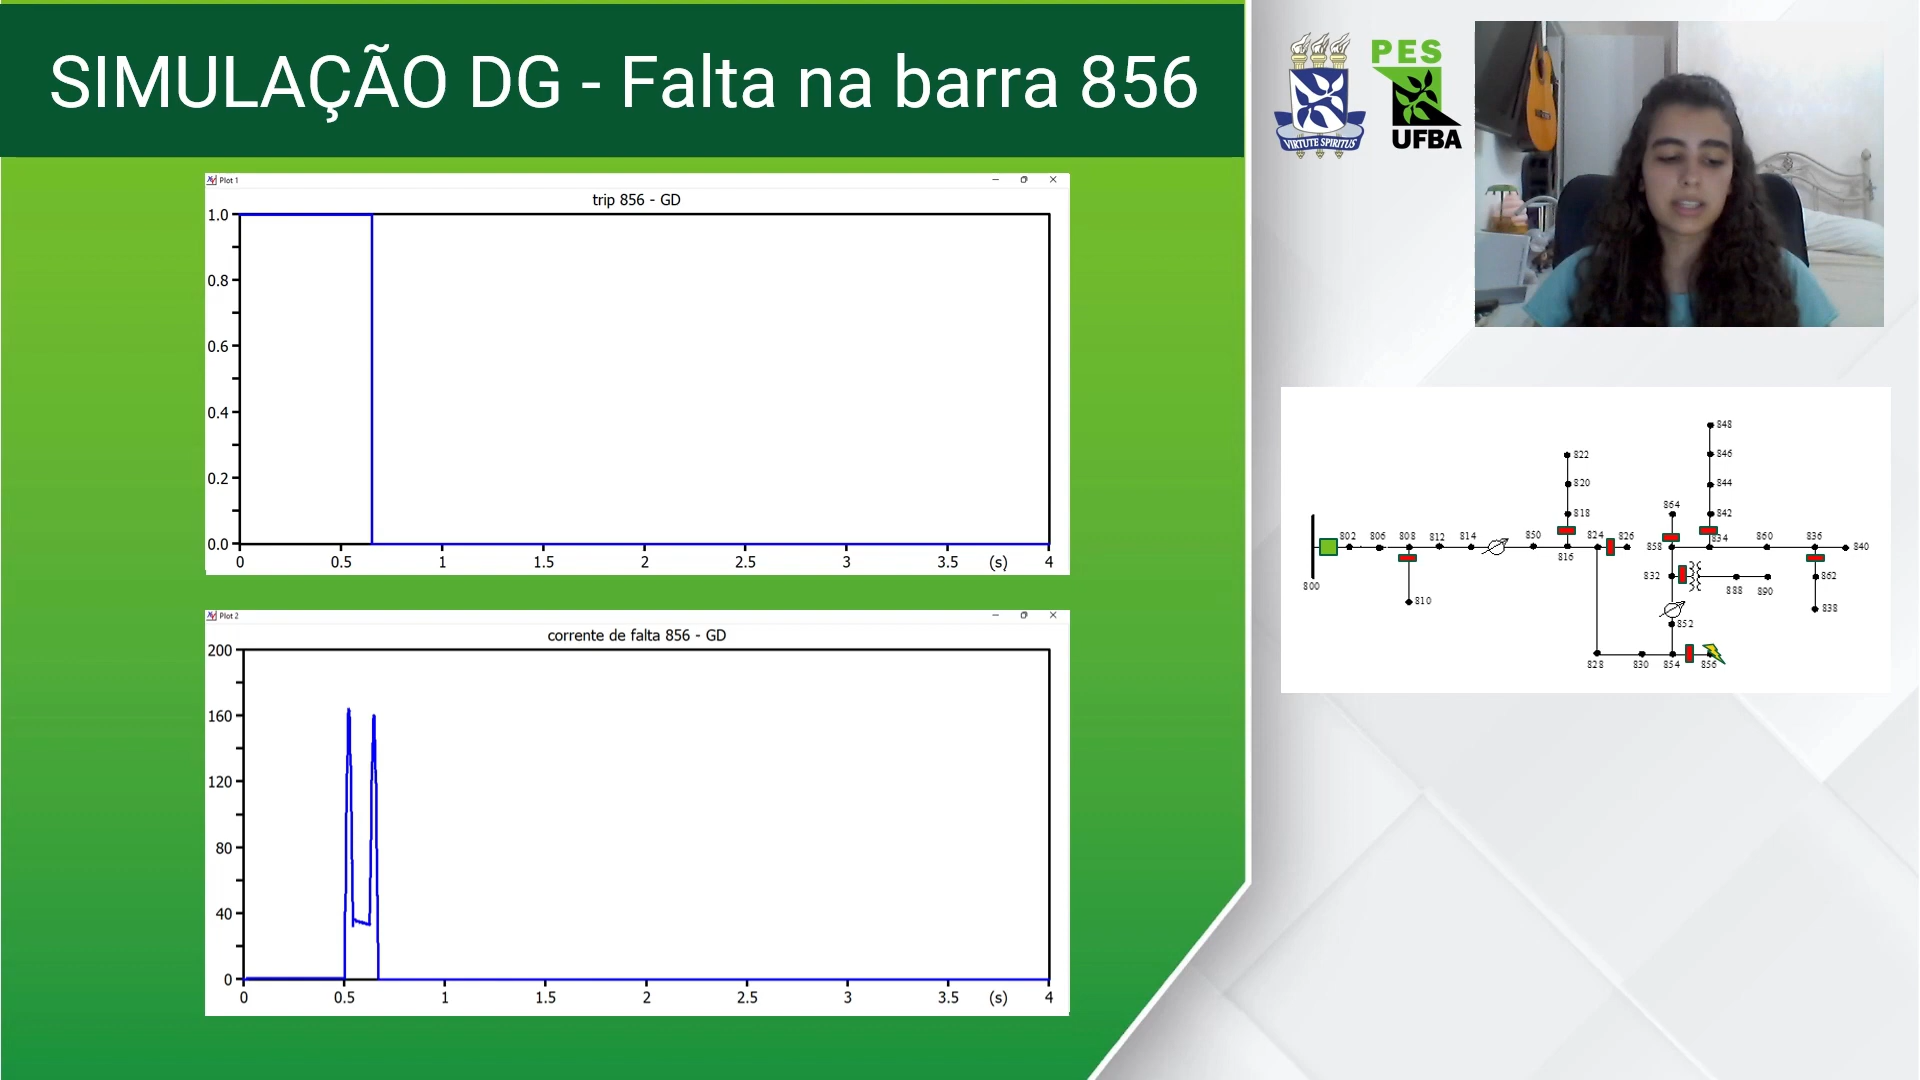 SIMULAÇÃO DG - Falta na barra 856
VIRTUTE SPIRITUS
PES
UFBA
Plot 1
trip 856 - GD
1.0
0.8
0.6
0.4
0.2
0.0
0 0.5 1 1.5 2 2.5 3 3.5 (s) 4
Plot 2
corrente de falta 856 - GD
200
160
120
80
40
0
0 0.5 1 1.5 2 2.5 3 3.5 (s) 4
848
822 846
820 844
864
818 842
802 806 808 812 814 850 824 826 834 860 836
816 858 840
832 862
800 888 890
810 838
852
828 830 854 856